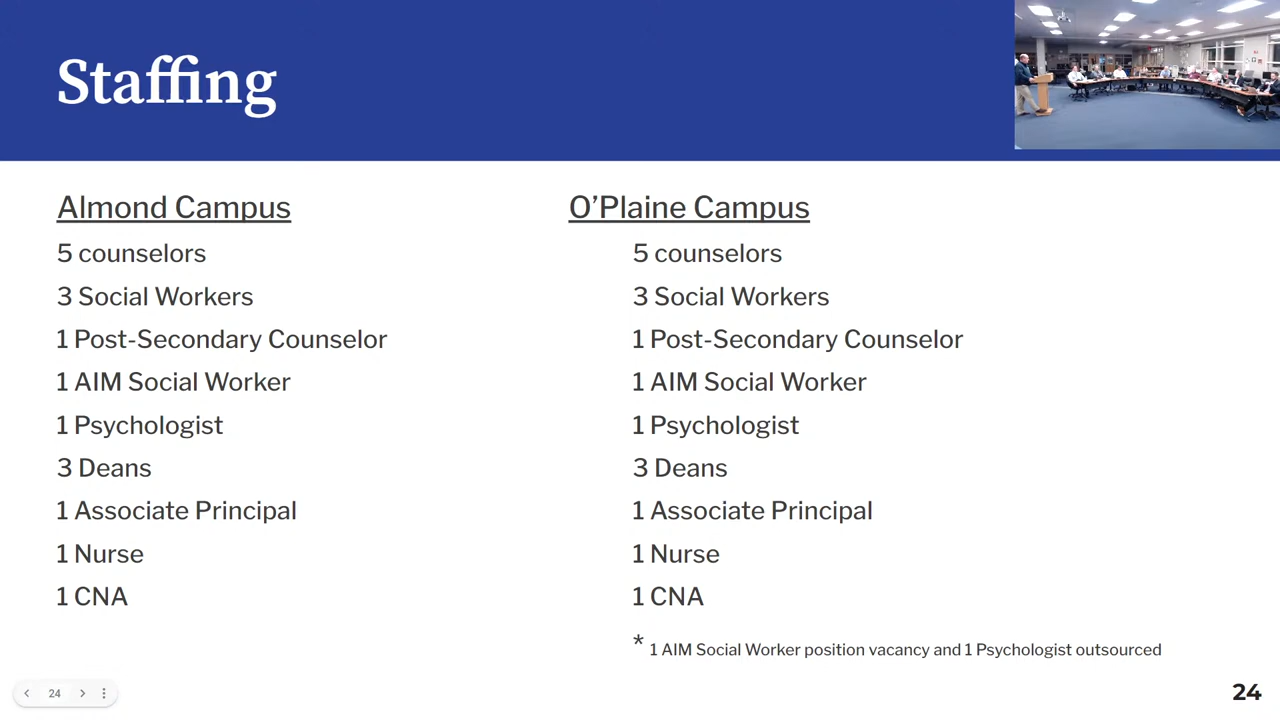 Staffing
Almond Campus
5 counselors
3 Social Workers
1 Post-Secondary Counselor
1 AIM Social Worker
1 Psychologist
3 Deans
1 Associate Principal
1 Nurse
1 CNA
O’Plaine Campus
5 counselors
3 Social Workers
1 Post-Secondary Counselor
1 AIM Social Worker
1 Psychologist
3 Deans
1 Associate Principal
1 Nurse
1 CNA
* 1 AIM Social Worker position vacancy and 1 Psychologist outsourced
24
24